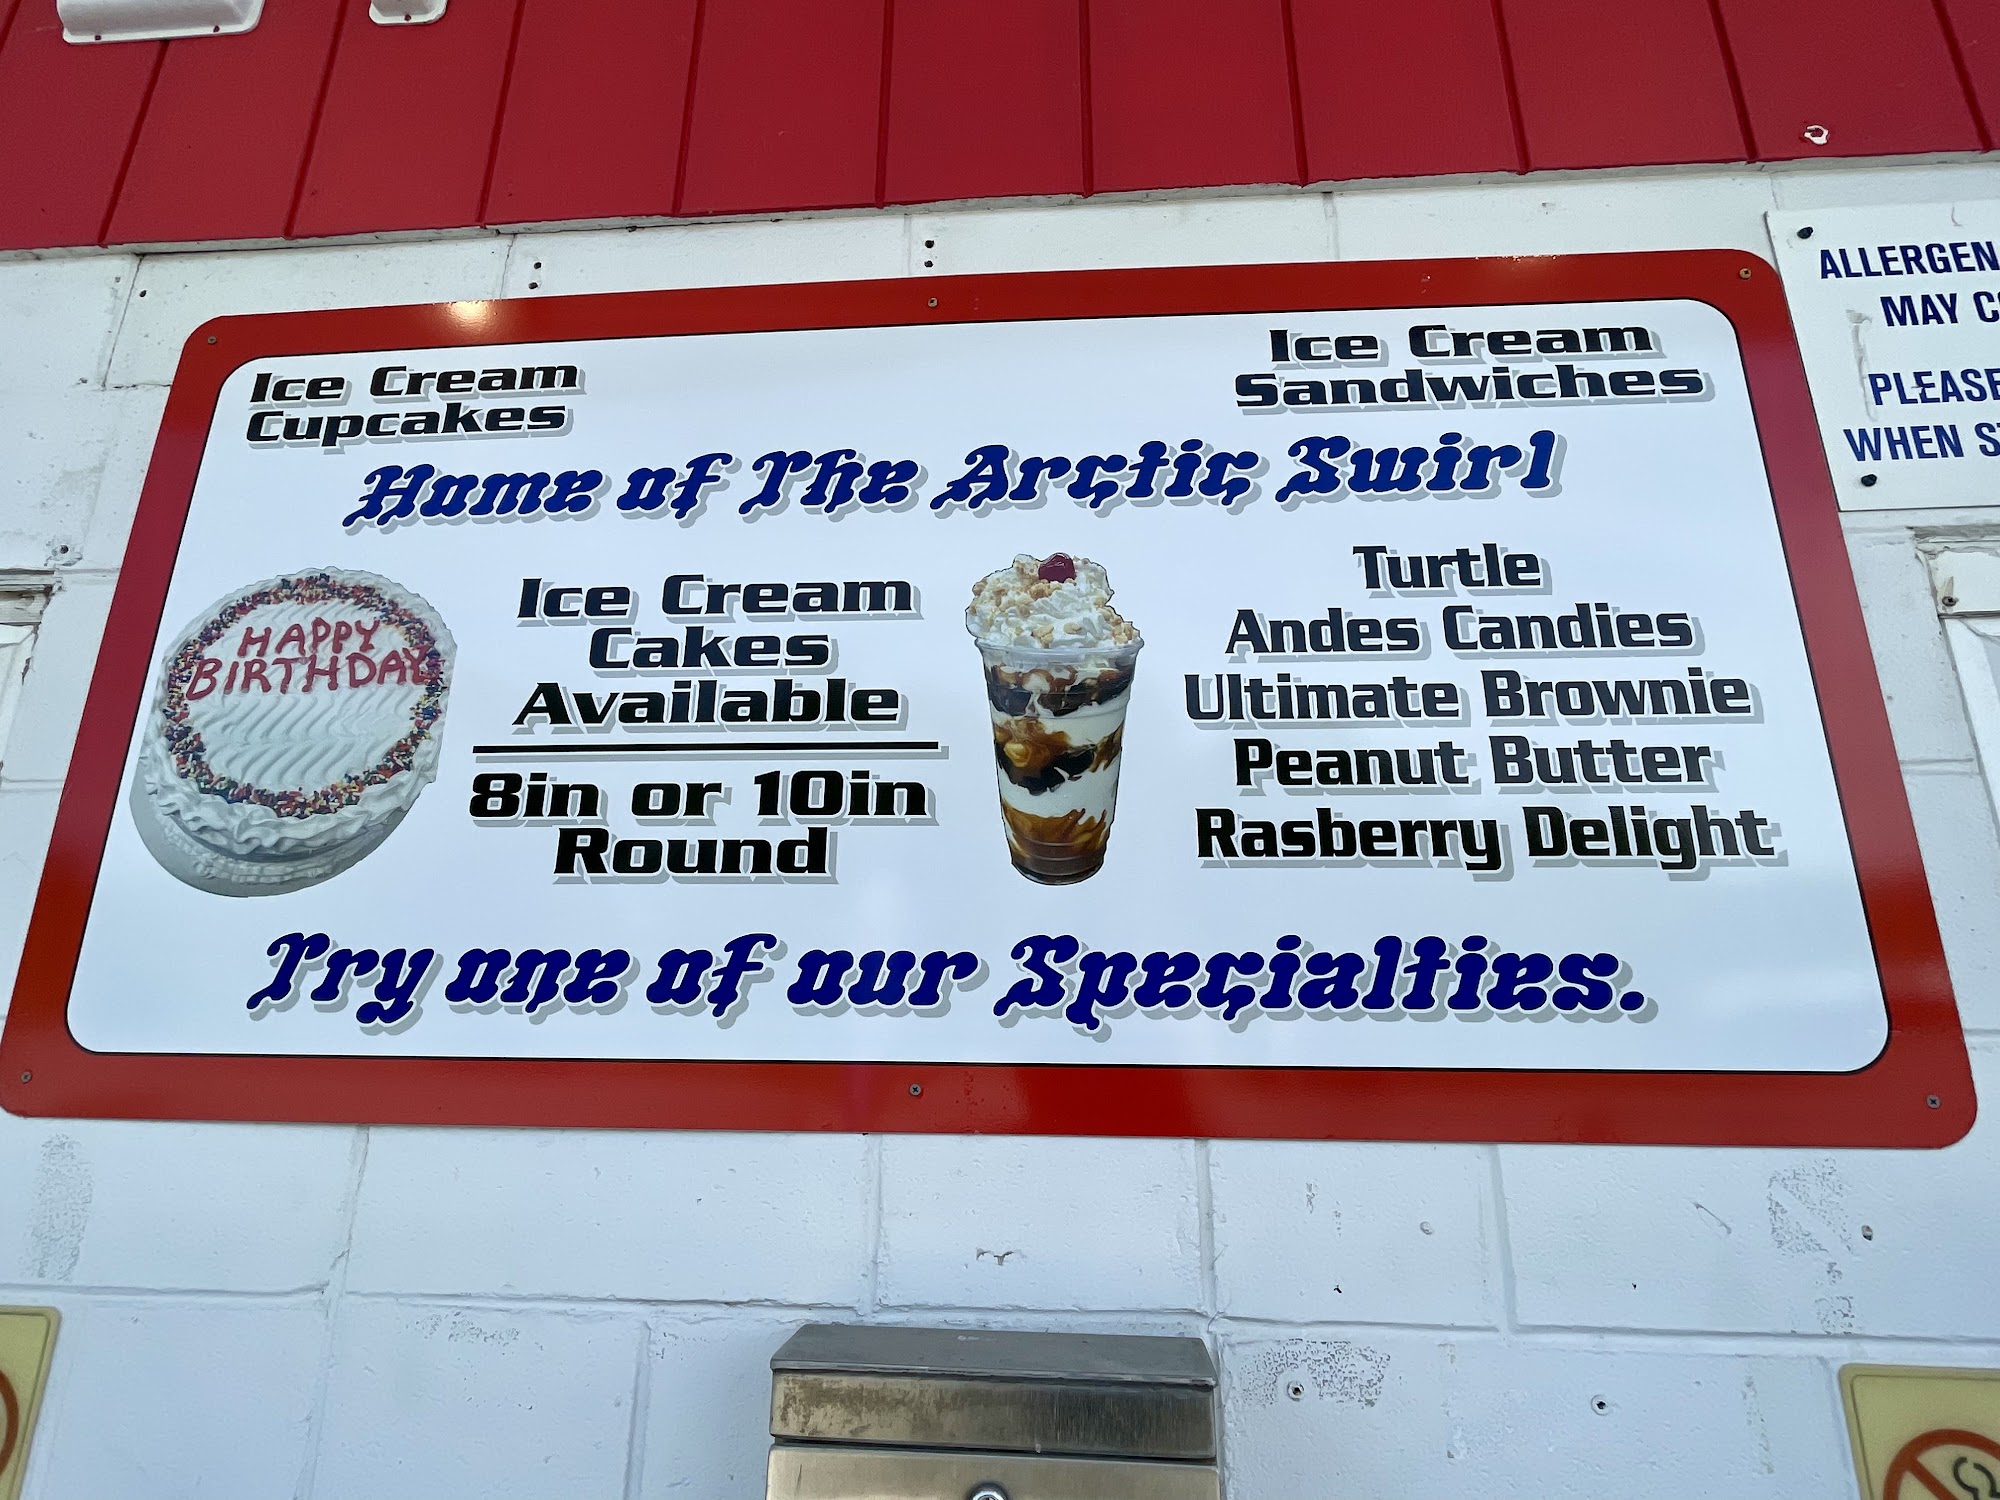 Ice Cream
Cupcakes
Ice Cream
Sandwiches
Home of The Arctic Swirl
HAPPY
BIRTHDAY
Ice Cream
Cakes
Available
8in or 10in
Round
Turtle
Andes Candies
Ultimate Brownie
Peanut Butter
Rasberry Delight
Try one of our Specialties.
ALLERGEN
MAY
PLEASE
WHEN